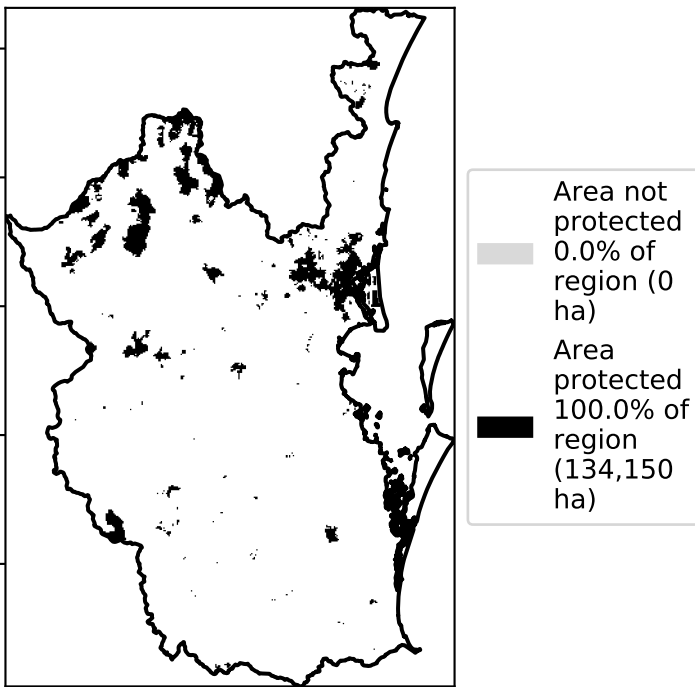 Area not
protected
0.0% of
region (0
ha)
Area
protected
100.0% of
region
(134,150
ha)